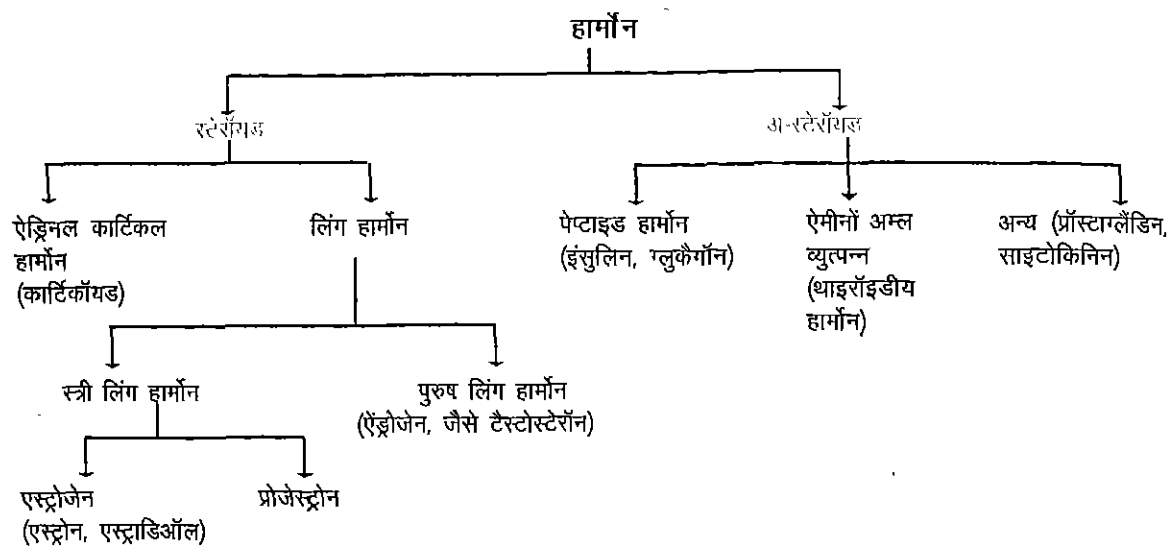 हार्मोन
स्टेरॉयड
अ-स्टेरॉयड
ऐड्रिनल कार्टिकल
हार्मोन
(कार्टिकॉयड)
लिंग हार्मोन
पेप्टाइड हार्मोन
(इंसुलिन, ग्लुकैगॉन)
ऐमीनों अम्ल
व्युत्पन्न
(थाइरॉइडीय
हार्मोन)
अन्य (प्रॉस्टाग्लैंडिन,
साइटोकिनिन)
स्त्री लिंग हार्मोन
पुरुष लिंग हार्मोन
(ऐंड्रोजेन, जैसे टैस्टोस्टेरॉन)
एस्ट्रोजेन
(एस्ट्रोन, एस्ट्राडिऑल)
प्रोजेस्ट्रोन